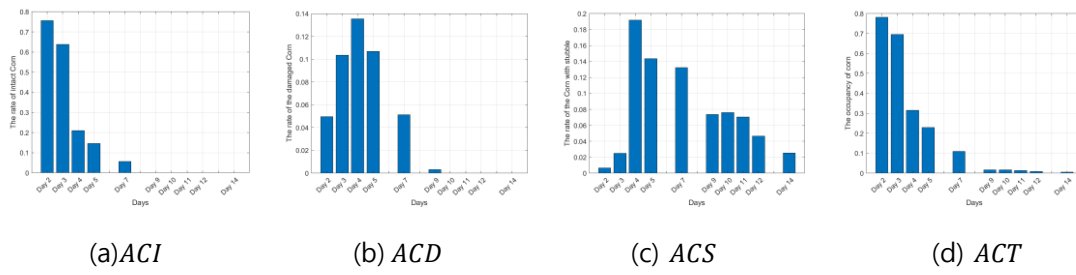 The rate of intact Corn
0.8
0.7
0.6
0.5
0.4
0.3
0.2
0.1
0
Day 2
Day 3
Day 4
Day 5
Day 7
Day 9
Day 10
Day 11
Day 12
Day 14
Days
(a)ACI
The rate of the damaged Corn
0.14
0.12
0.1
0.08
0.06
0.04
0.02
0
Day 2
Day 3
Day 4
Day 5
Day 7
Day 9
Day 10
Day 11
Day 12
Day 14
Days
(b) ACD
The rate of the Corn with stubble
0.2
0.18
0.16
0.14
0.12
0.1
0.08
0.06
0.04
0.02
0
Day 2
Day 3
Day 4
Day 5
Day 7
Day 9
Day 10
Day 11
Day 12
Day 14
Days
(c) ACS
The occupancy of corn
0.8
0.7
0.6
0.5
0.4
0.3
0.2
0.1
0
Day 2
Day 3
Day 4
Day 5
Day 7
Day 9
Day 10
Day 11
Day 12
Day 14
Days
(d) ACT